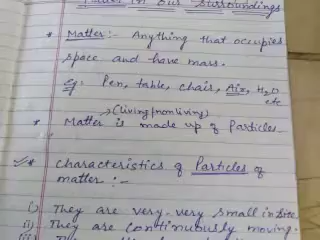 Matter in our surroundings
* Matter :- Anything that occupies
space and have mass.
Eg: Pen, table, chair, Air, H2O
etc
→(living/nonliving)
* Matter is made up of Particles.
* Characteristics of Particles of
matter :-
i) They are very-very small in size
ii) They are continuously moving.
iii)